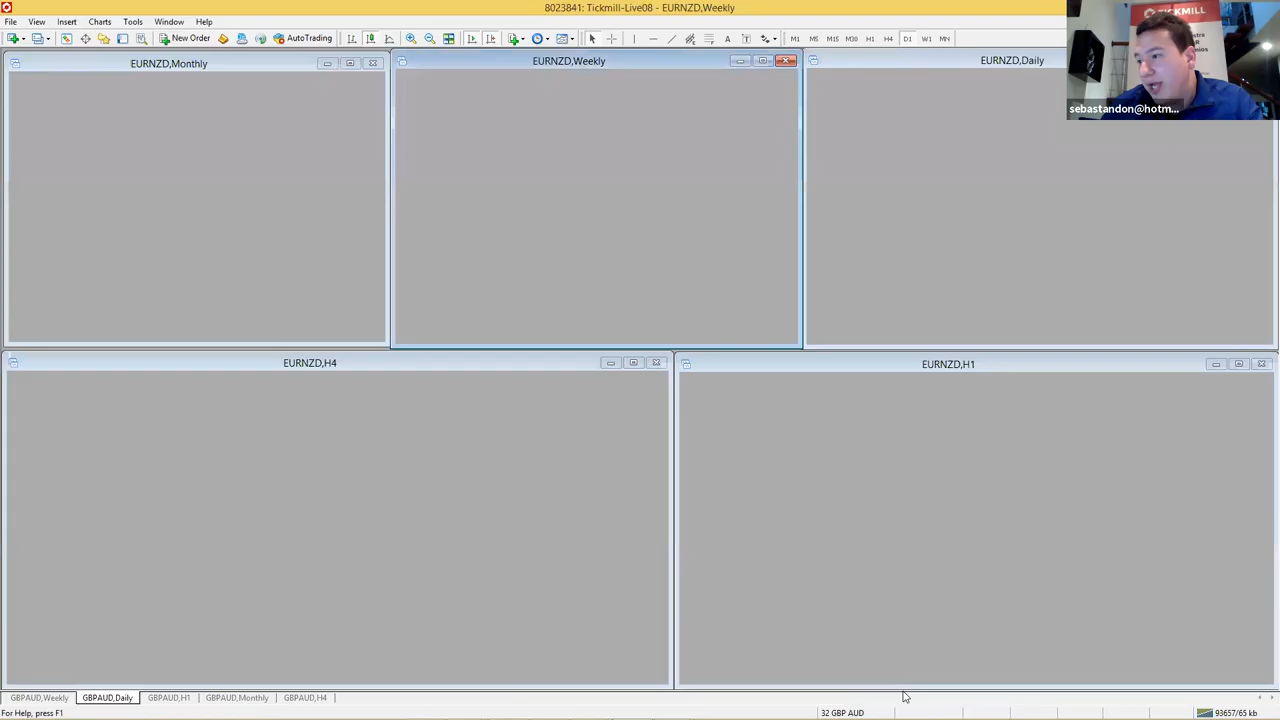 8023841: Tickmill-Live08 - EURNZD,Weekly
File View Insert Charts Tools Window Help
New Order AutoTrading A T M1 M5 M15 M30 H1 H4 D1 W1 MN
TICKMILL
EURNZD,Monthly
EURNZD,Weekly
EURNZD,Daily
sebastandon@hotm...
EURNZD,H4
EURNZD,H1
GBPAUD,Weekly GBPAUD,Daily GBPAUD,H1 GBPAUD,Monthly GBPAUD,H4
For Help, press F1
32 GBP AUD
93657/65 kb